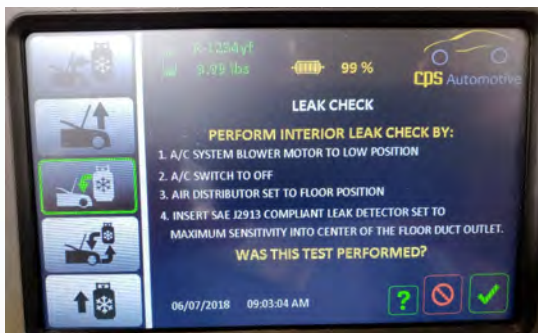 R-1234yf
9.99 lbs
99 %
CPS Automotive
LEAK CHECK
PERFORM INTERIOR LEAK CHECK BY:
1. A/C SYSTEM BLOWER MOTOR TO LOW POSITION
2. A/C SWITCH TO OFF
3. AIR DISTRIBUTOR SET TO FLOOR POSITION
4. INSERT SAE J2913 COMPLIANT LEAK DETECTOR SET TO
MAXIMUM SENSITIVITY INTO CENTER OF THE FLOOR DUCT OUTLET.
WAS THIS TEST PERFORMED?
06/07/2018 09:03:04 AM
?